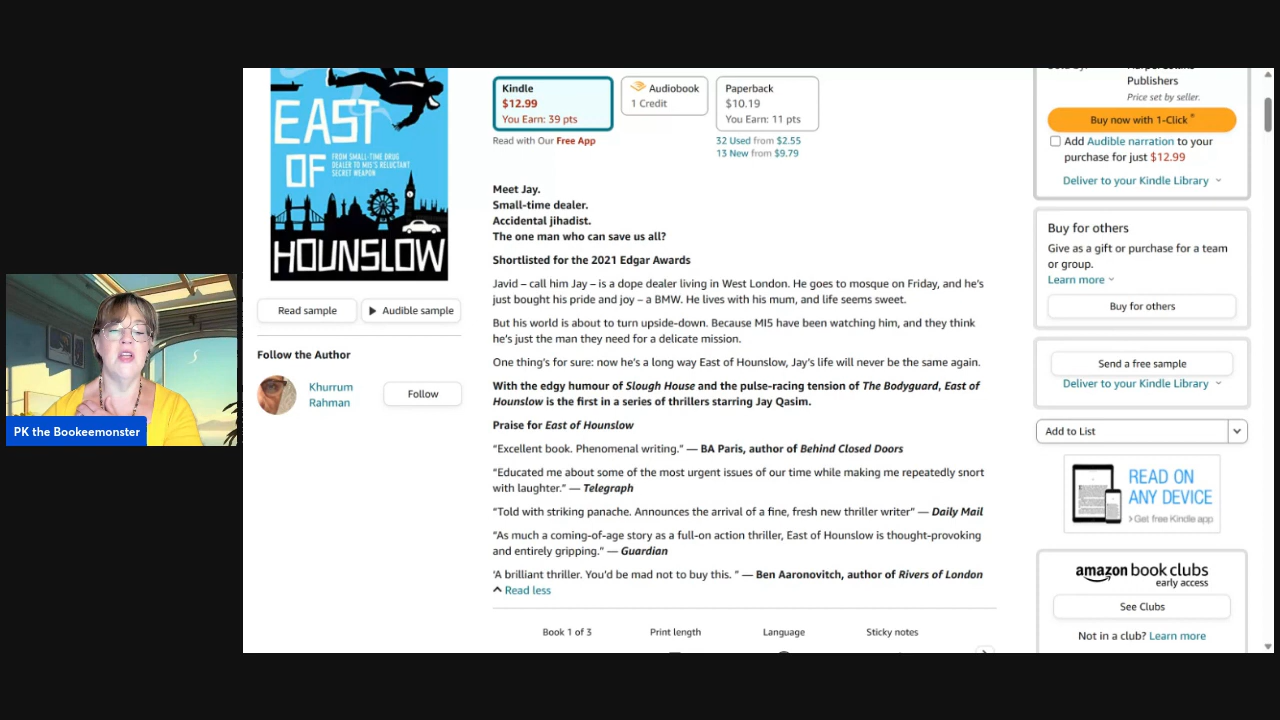 EAST
OF
FROM SMALL-TIME DRUG
DEALER TO MI5'S RELUCTANT
SECRET WEAPON
HOUNSLOW
Read sample
Audible sample
Follow the Author
Khurrum
Rahman
Follow
PK the Bookeemonster
Kindle
$12.99
You Earn: 39 pts
Audiobook
1 Credit
Paperback
$10.19
You Earn: 11 pts
Read with Our Free App
32 Used from $2.55
13 New from $9.79
Meet Jay.
Small-time dealer.
Accidental jihadist.
The one man who can save us all?
Shortlisted for the 2021 Edgar Awards
Javid – call him Jay – is a dope dealer living in West London. He goes to mosque on Friday, and he's
just bought his pride and joy – a BMW. He lives with his mum, and life seems sweet.
But his world is about to turn upside-down. Because MI5 have been watching him, and they think
he's just the man they need for a delicate mission.
One thing's for sure: now he's a long way East of Hounslow, Jay's life will never be the same again.
With the edgy humour of Slough House and the pulse-racing tension of The Bodyguard, East of
Hounslow is the first in a series of thrillers starring Jay Qasim.
Praise for East of Hounslow
“Excellent book. Phenomenal writing.” — BA Paris, author of Behind Closed Doors
“Educated me about some of the most urgent issues of our time while making me repeatedly snort
with laughter.” — Telegraph
“Told with striking panache. Announces the arrival of a fine, fresh new thriller writer” — Daily Mail
“As much a coming-of-age story as a full-on action thriller, East of Hounslow is thought-provoking
and entirely gripping.” — Guardian
‘A brilliant thriller. You'd be mad not to buy this. ” — Ben Aaronovitch, author of Rivers of London
Read less
Book 1 of 3
Print length
Language
Sticky notes
Publishers
Price set by seller.
Buy now with 1-Click ®
Add Audible narration to your
purchase for just $12.99
Deliver to your Kindle Library
Buy for others
Give as a gift or purchase for a team
or group.
Learn more
Buy for others
Send a free sample
Deliver to your Kindle Library
Add to List
READ ON
ANY DEVICE
› Get free Kindle app
amazon book clubs
early access
See Clubs
Not in a club? Learn more